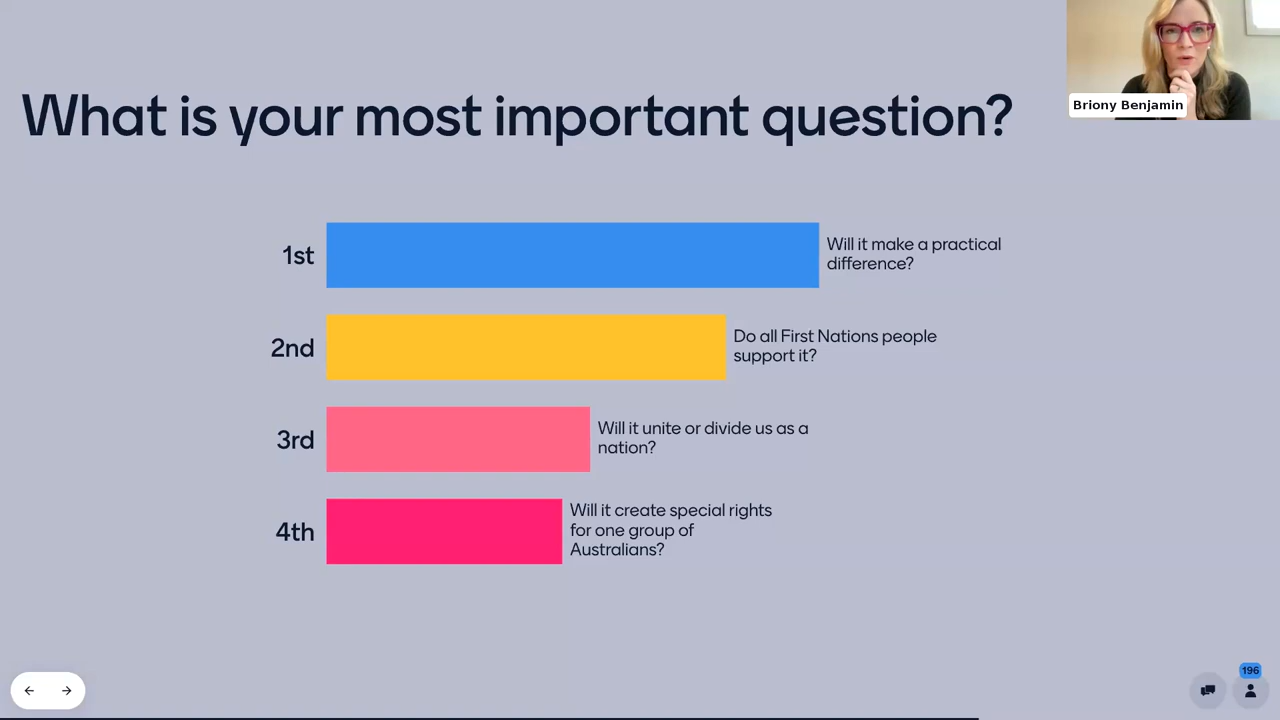 What is your most important question?
Briony Benjamin
1st
Will it make a practical
difference?
2nd
Do all First Nations people
support it?
3rd
Will it unite or divide us as a
nation?
4th
Will it create special rights
for one group of
Australians?
196